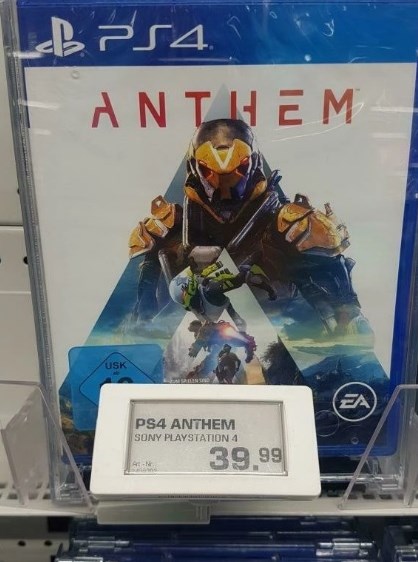 PS4
ANTHEM
USK
EA
PS4 ANTHEM
SONY PLAYSTATION 4
39.99